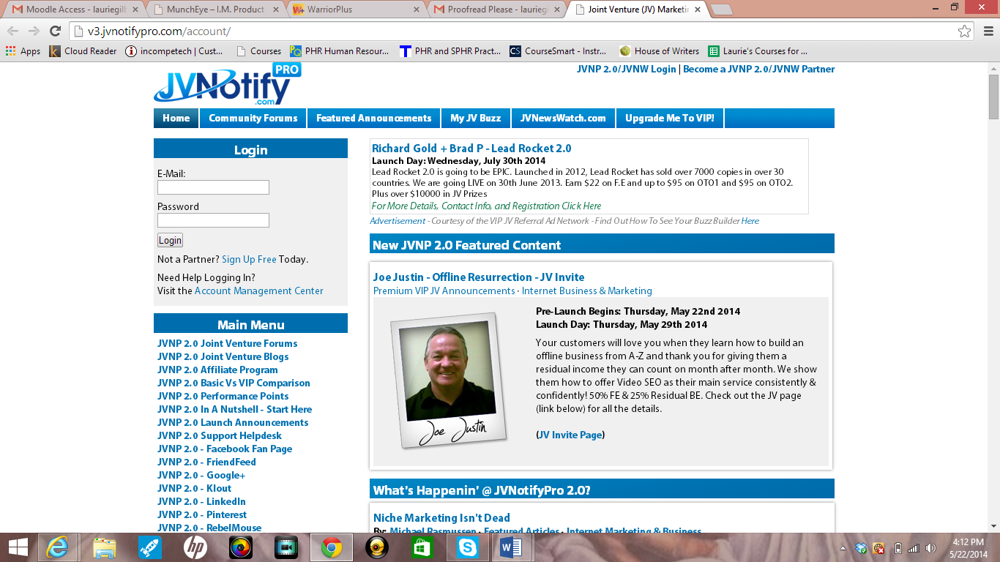 Moodle Access - lauriegilb
MunchEye – I.M. Product
WarriorPlus
Proofread Please - lauriegi
Joint Venture (JV) Marketin
v3.jvnotifypro.com/account/
Apps
Cloud Reader
incompetech | Cust...
Courses
PHR Human Resour...
PHR and SPHR Pract...
CourseSmart - Instr...
House of Writers
Laurie's Courses for ...
JVNotify PRO
.com
JVNP 2.0/JVNW Login | Become a JVNP 2.0/JVNW Partner
Home
Community Forums
Featured Announcements
My JV Buzz
JVNewsWatch.com
Upgrade Me To VIP!
Login
E-Mail:
Password
Login
Not a Partner? Sign Up Free Today.
Need Help Logging In?
Visit the Account Management Center
Main Menu
JVNP 2.0 Joint Venture Forums
JVNP 2.0 Joint Venture Blogs
JVNP 2.0 Affiliate Program
JVNP 2.0 Basic Vs VIP Comparison
JVNP 2.0 Performance Points
JVNP 2.0 In A Nutshell - Start Here
JVNP 2.0 Launch Announcements
JVNP 2.0 Support Helpdesk
JVNP 2.0 - Facebook Fan Page
JVNP 2.0 - FriendFeed
JVNP 2.0 - Google+
JVNP 2.0 - Klout
JVNP 2.0 - LinkedIn
JVNP 2.0 - Pinterest
JVNP 2.0 - RebelMouse
Richard Gold + Brad P - Lead Rocket 2.0
Launch Day: Wednesday, July 30th 2014
Lead Rocket 2.0 is going to be EPIC. Launched in 2012, Lead Rocket has sold over 7000 copies in over 30
countries. We are going LIVE on 30th June 2013. Earn $22 on F.E and up to $95 on OTO1 and $95 on OTO2.
Plus over $10000 in JV Prizes
For More Details, Contact Info, and Registration Click Here
Advertisement - Courtesy of the VIP JV Referral Ad Network - Find Out How To See Your Buzz Builder Here
New JVNP 2.0 Featured Content
Joe Justin - Offline Resurrection - JV Invite
Premium VIP JV Announcements · Internet Business & Marketing
Joe Justin
Pre-Launch Begins: Thursday, May 22nd 2014
Launch Day: Thursday, May 29th 2014
Your customers will love you when they learn how to build an
offline business from A-Z and thank you for giving them a
residual income they can count on month after month. We show
them how to offer Video SEO as their main service consistently &
confidently! 50% FE & 25% Residual BE. Check out the JV page
(link below) for all the details.
(JV Invite Page)
What's Happenin' @ JVNotifyPro 2.0?
Niche Marketing Isn't Dead
By: Michael Rasmussen · Featured Articles · Internet Marketing & Business
hp
4:12 PM
5/22/2014